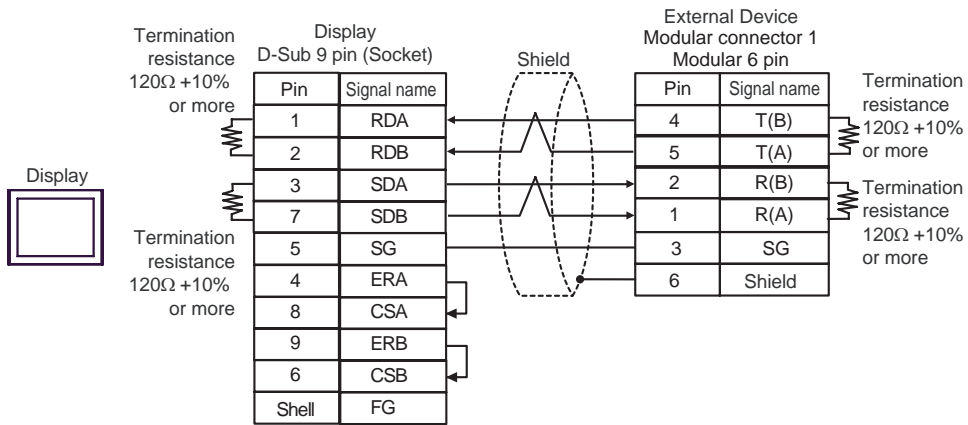 Termination
resistance
120Ω +10%
or more
Display
D-Sub 9 pin (Socket)
Shield
External Device
Modular connector 1
Modular 6 pin
Termination
resistance
120Ω +10%
or more
Pin Signal name
1 RDA
2 RDB
3 SDA
7 SDB
5 SG
4 ERA
8 CSA
9 ERB
6 CSB
Shell FG
Pin Signal name
4 T(B)
5 T(A)
2 R(B)
1 R(A)
3 SG
6 Shield
Display
Termination
resistance
120Ω +10%
or more
Termination
resistance
120Ω +10%
or more